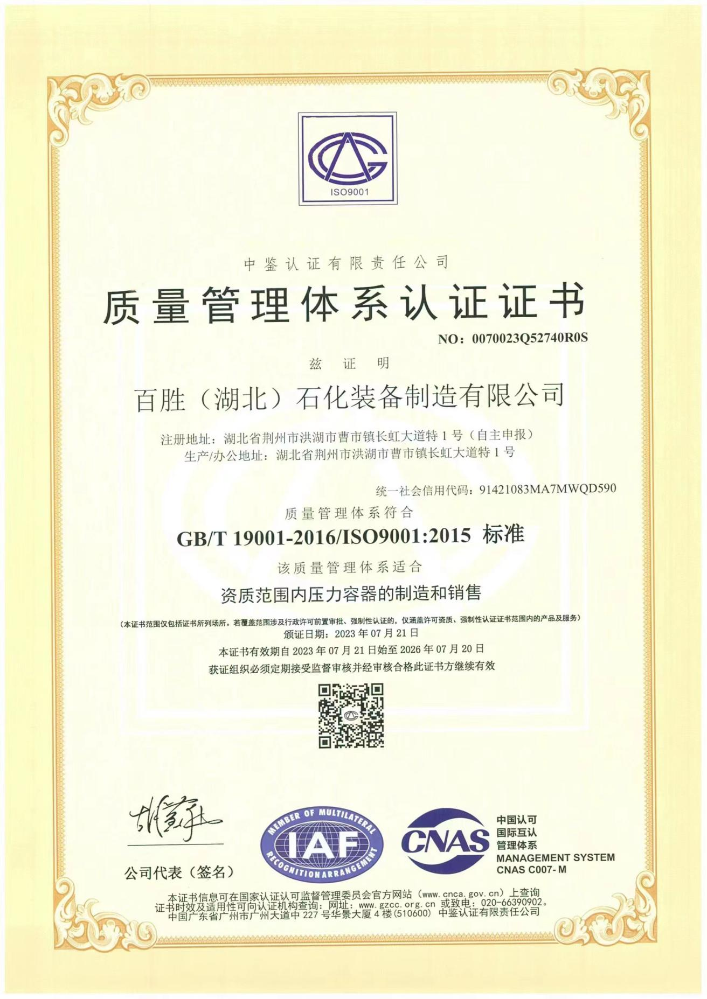 ISO9001
中鉴认证有限责任公司
质量管理体系认证证书
NO：0070023Q52740R0S
兹证明
百胜（湖北）石化装备制造有限公司
注册地址：湖北省荆州市洪湖市曹市镇长虹大道特 1 号（自主申报）
生产/办公地址：湖北省荆州市洪湖市曹市镇长虹大道特 1 号
统一社会信用代码：91421083MA7MWQD590
质量管理体系符合
GB/T 19001-2016/ISO9001:2015 标准
该质量管理体系适合
资质范围内压力容器的制造和销售
（本证书范围仅包括证书所列场所。若覆盖范围涉及行政许可前置审批、强制性认证的，仅涵盖许可资质、强制性认证证书范围内的产品及服务）
颁证日期：2023 年 07 月 21 日
本证书有效期自 2023 年 07 月 21 日始至 2026 年 07 月 20 日
获证组织必须定期接受监督审核并经审核合格此证书方继续有效
公司代表（签名）
MEMBER OF MULTILATERAL
IAF
RECOGNITION ARRANGEMENT
CNAS
中国认可
国际互认
管理体系
MANAGEMENT SYSTEM
CNAS C007-M
本证书信息可在国家认证认可监督管理委员会官方网站（www.cnca.gov.cn）上查询
证书时效及适用性可向认证机构查询：网址：www.gzcc.org.cn 或致电：020-66390902。
中国广东省广州市广州大道中 227 号华景大厦 4 楼(510600) 中鉴认证有限责任公司